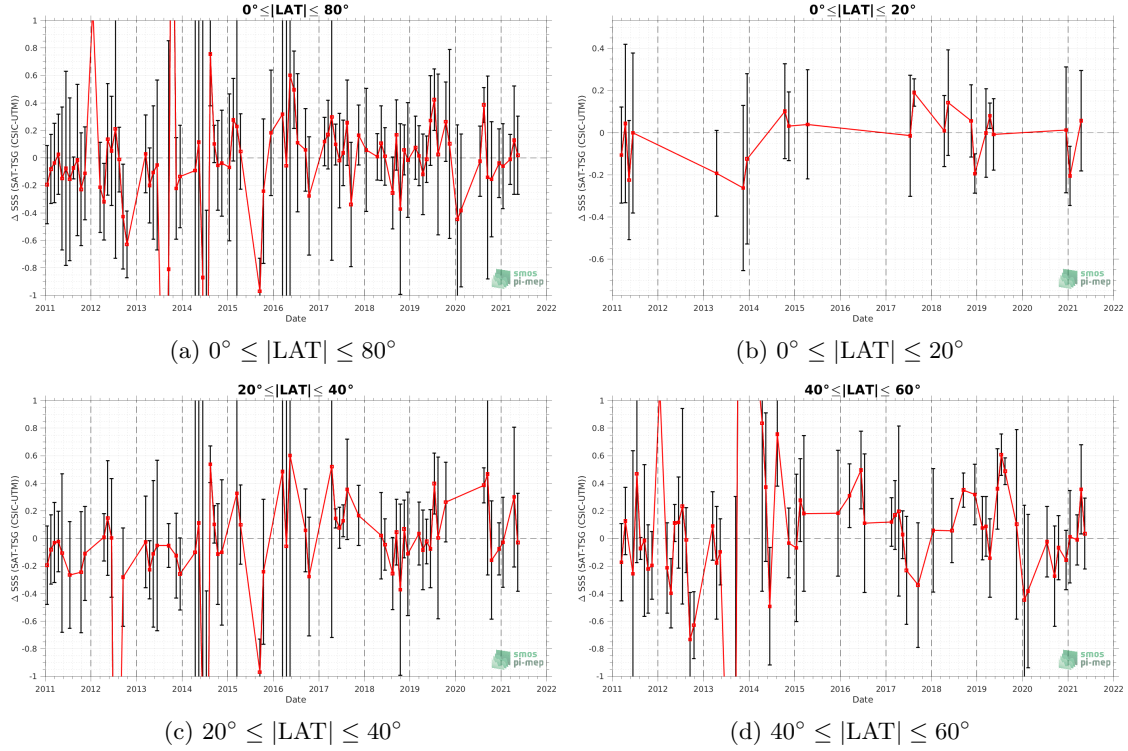 0°≤|LAT|≤ 80°
Δ SSS (SAT-TSG (CSIC-UTM))
1
0.8
0.6
0.4
0.2
0
-0.2
-0.4
-0.6
-0.8
-1
2011 2012 2013 2014 2015 2016 2017 2018 2019 2020 2021 2022
Date
smos
pi-mep
(a) 0° ≤ |LAT| ≤ 80°
0°≤|LAT|≤ 20°
Δ SSS (SAT-TSG (CSIC-UTM))
0.4
0.2
0
-0.2
-0.4
-0.6
2011 2012 2013 2014 2015 2016 2017 2018 2019 2020 2021 2022
Date
smos
pi-mep
(b) 0° ≤ |LAT| ≤ 20°
20°≤|LAT|≤ 40°
Δ SSS (SAT-TSG (CSIC-UTM))
1
0.8
0.6
0.4
0.2
0
-0.2
-0.4
-0.6
-0.8
-1
2011 2012 2013 2014 2015 2016 2017 2018 2019 2020 2021 2022
Date
smos
pi-mep
(c) 20° ≤ |LAT| ≤ 40°
40°≤|LAT|≤ 60°
Δ SSS (SAT-TSG (CSIC-UTM))
1
0.8
0.6
0.4
0.2
0
-0.2
-0.4
-0.6
-0.8
-1
2011 2012 2013 2014 2015 2016 2017 2018 2019 2020 2021 2022
Date
smos
pi-mep
(d) 40° ≤ |LAT| ≤ 60°